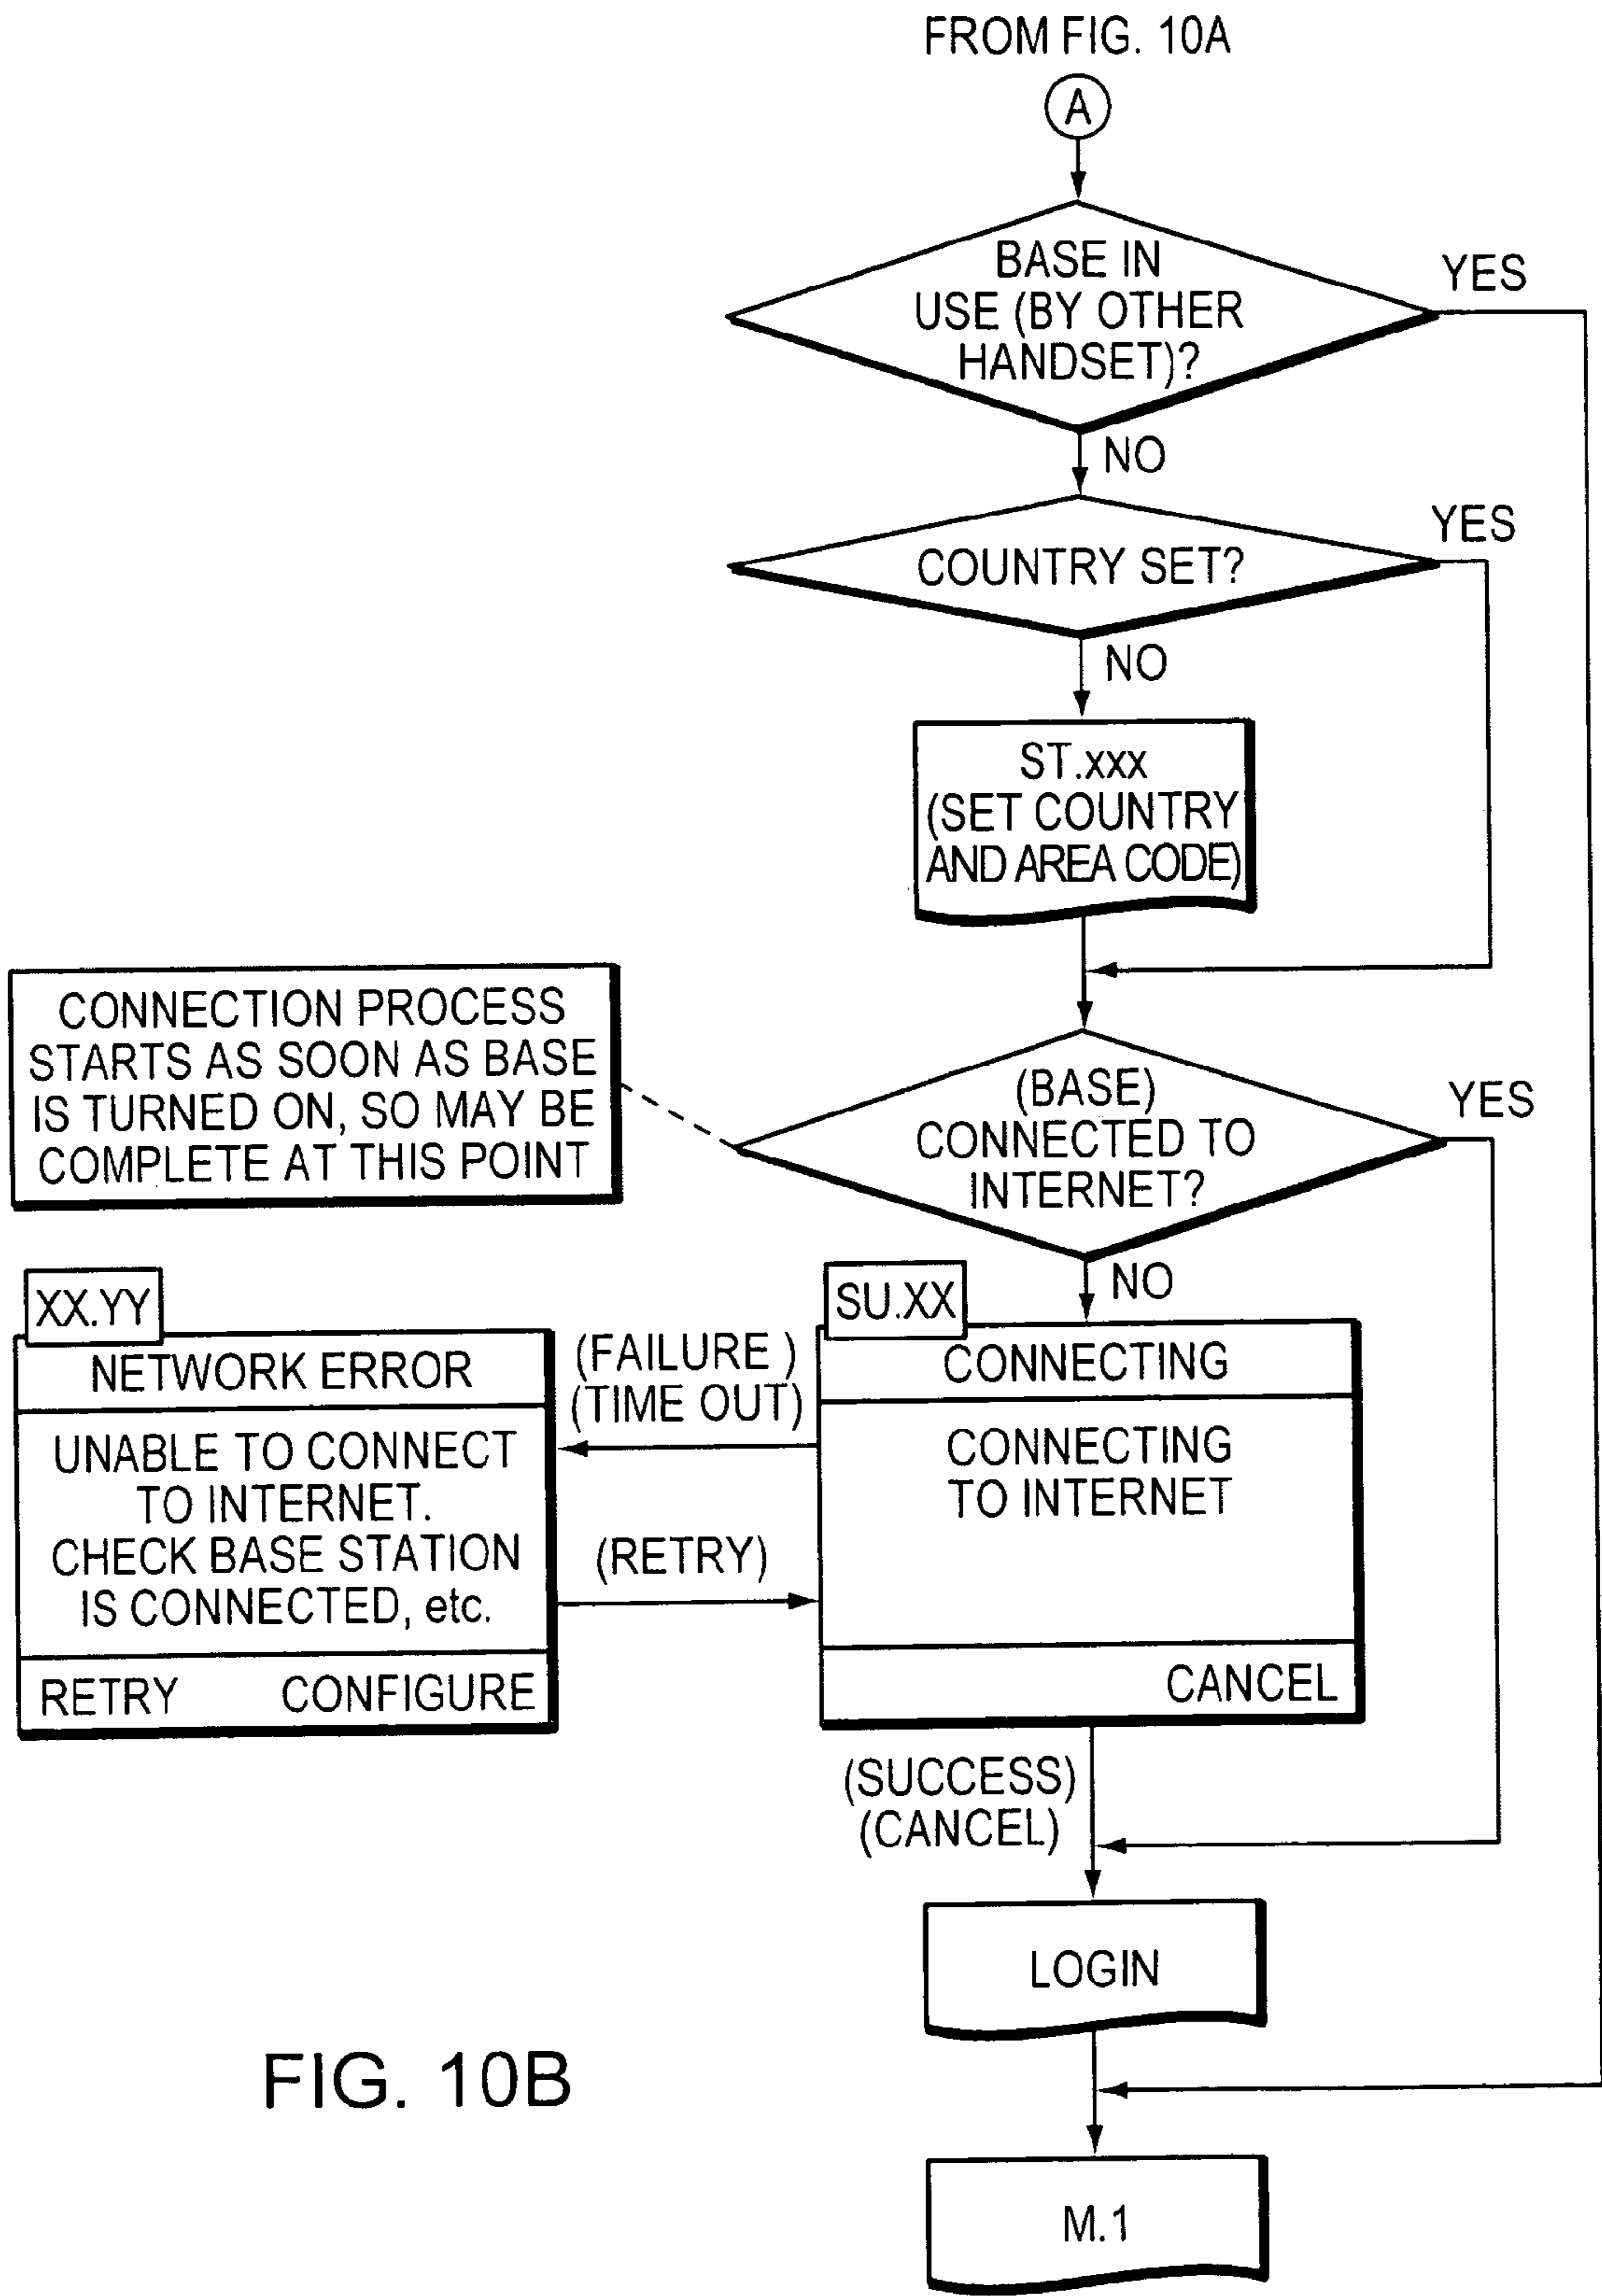 FROM FIG. 10A
A
BASE IN
USE (BY OTHER
HANDSET)?
YES
NO
COUNTRY SET?
YES
NO
ST.xxx
(SET COUNTRY
AND AREA CODE)
CONNECTION PROCESS
STARTS AS SOON AS BASE
IS TURNED ON, SO MAY BE
COMPLETE AT THIS POINT
(BASE)
CONNECTED TO
INTERNET?
YES
NO
XX.YY
NETWORK ERROR
UNABLE TO CONNECT
TO INTERNET.
CHECK BASE STATION
IS CONNECTED, etc.
RETRY CONFIGURE
(FAILURE )
(TIME OUT)
(RETRY)
SU.XX
CONNECTING
CONNECTING
TO INTERNET
CANCEL
(SUCCESS)
(CANCEL)
LOGIN
M.1
FIG. 10B